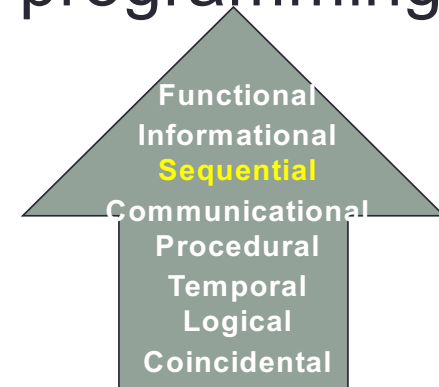 programming
Functional
Informational
Sequential
Communicational
Procedural
Temporal
Logical
Coincidental